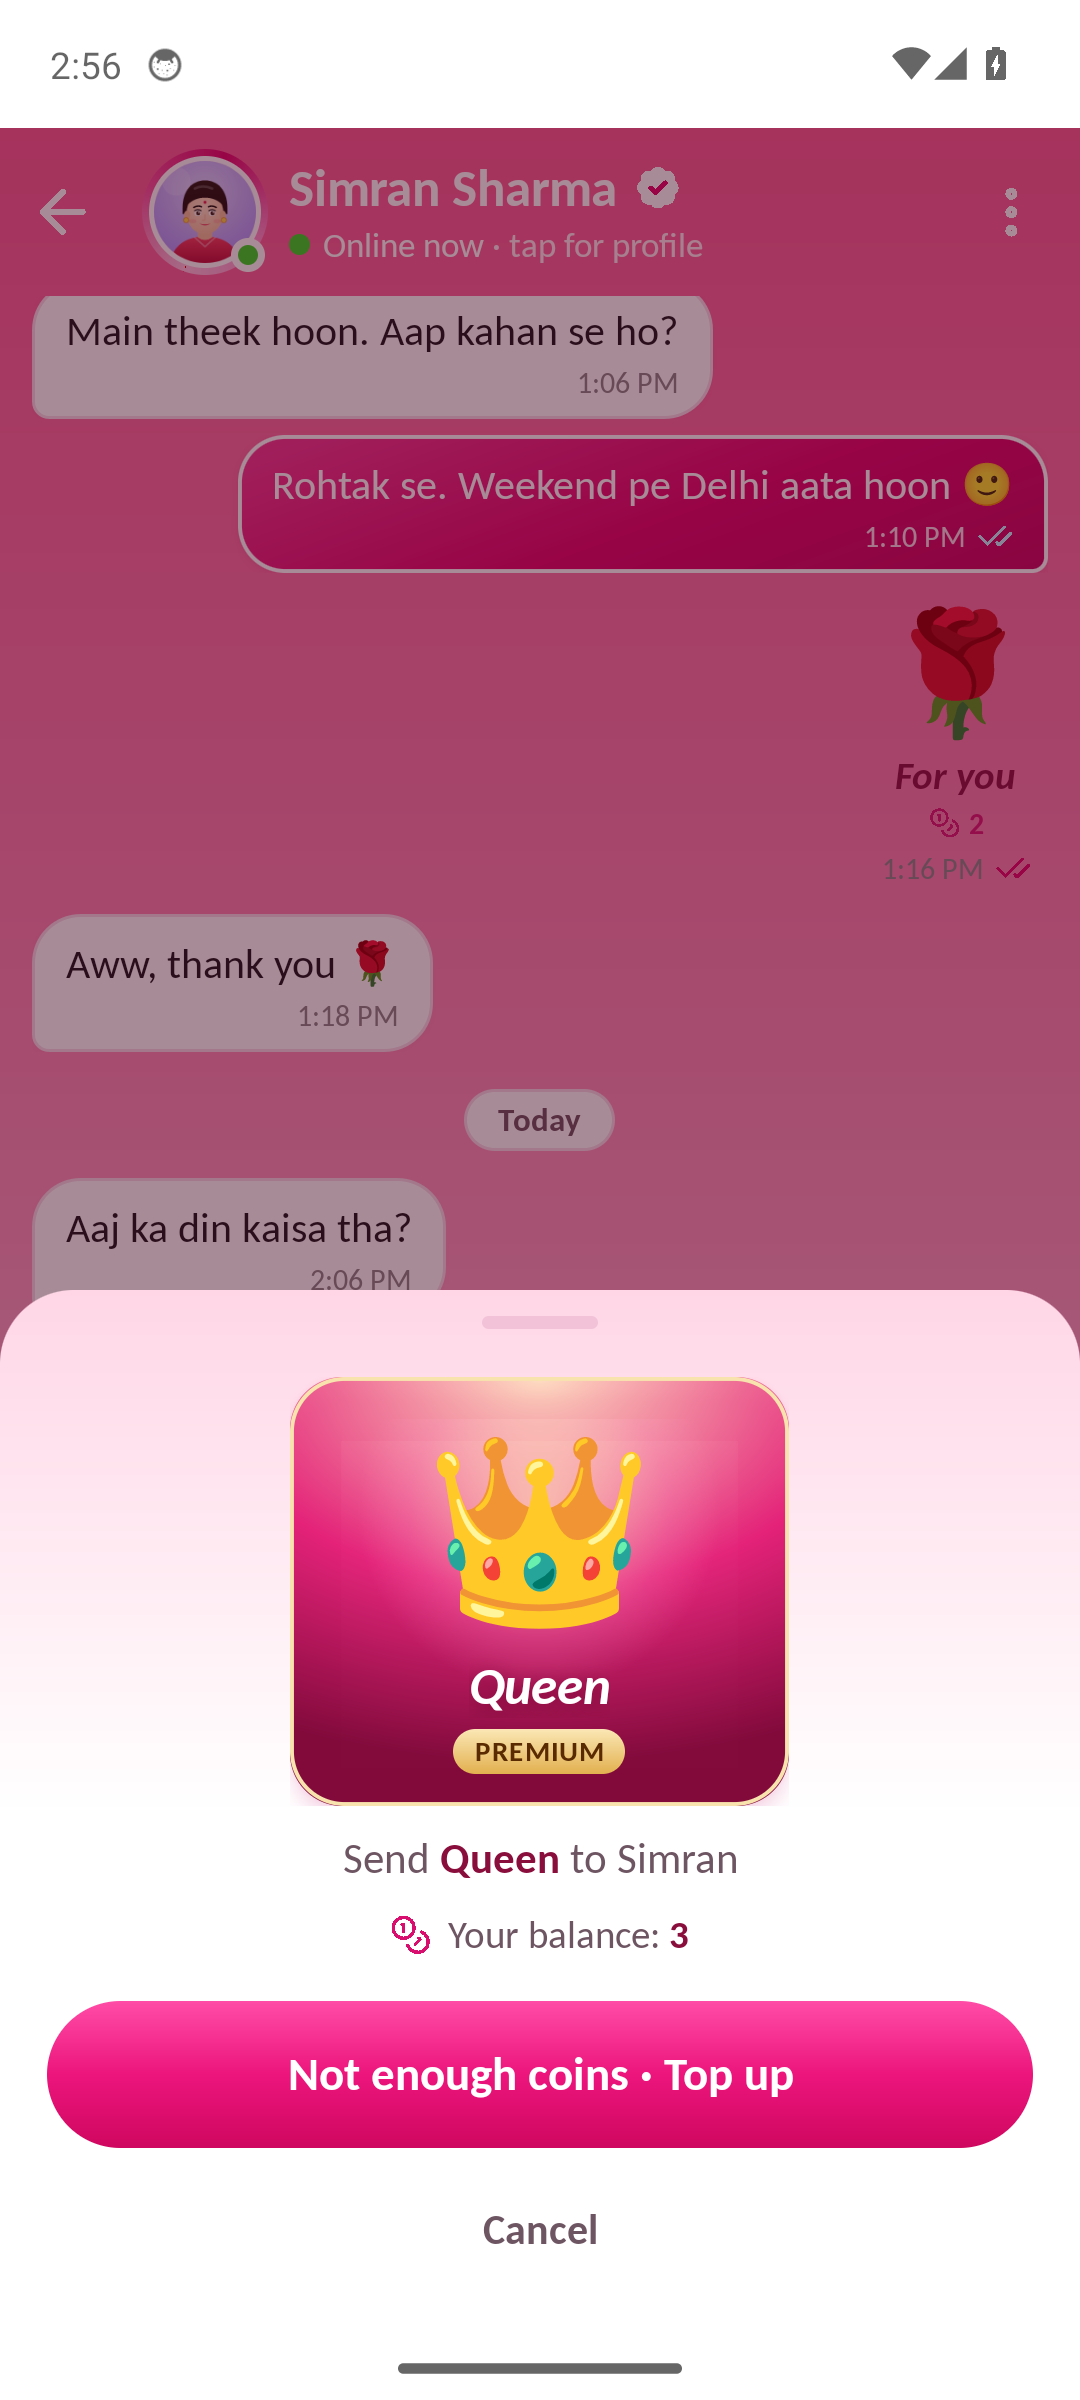 2:56
Simran Sharma
Online now · tap for profile
Main theek hoon. Aap kahan se ho?
1:06 PM
Rohtak se. Weekend pe Delhi aata hoon 🙂
1:10 PM
For you
2
1:16 PM
Aww, thank you 🌹
1:18 PM
Today
Aaj ka din kaisa tha?
2:06 PM
Queen
PREMIUM
Send Queen to Simran
Your balance: 3
Not enough coins · Top up
Cancel